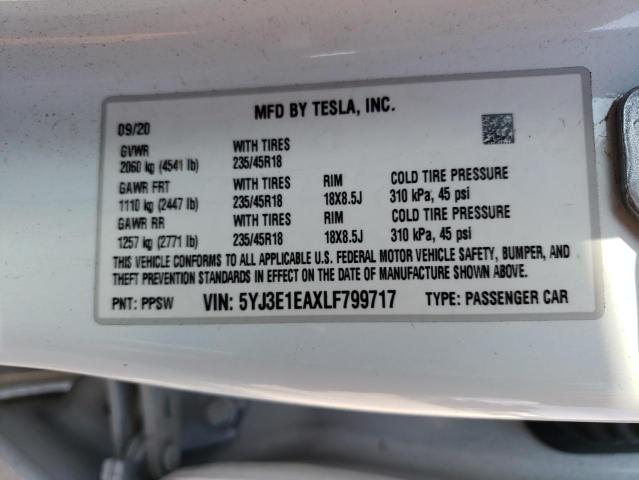 MFD BY TESLA, INC.
09/20
GVWR WITH TIRES
2060 kg (4541 lb) 235/45R18
GAWR FRT WITH TIRES RIM COLD TIRE PRESSURE
1110 kg (2447 lb) 235/45R18 18X8.5J 310 kPa, 45 psi
GAWR RR WITH TIRES RIM COLD TIRE PRESSURE
1257 kg (2771 lb) 235/45R18 18X8.5J 310 kPa, 45 psi
THIS VEHICLE CONFORMS TO ALL APPLICABLE U.S. FEDERAL MOTOR VEHICLE SAFETY, BUMPER, AND
THEFT PREVENTION STANDARDS IN EFFECT ON THE DATE OF MANUFACTURE SHOWN ABOVE.
PNT: PPSW VIN: 5YJ3E1EAXLF799717 TYPE: PASSENGER CAR